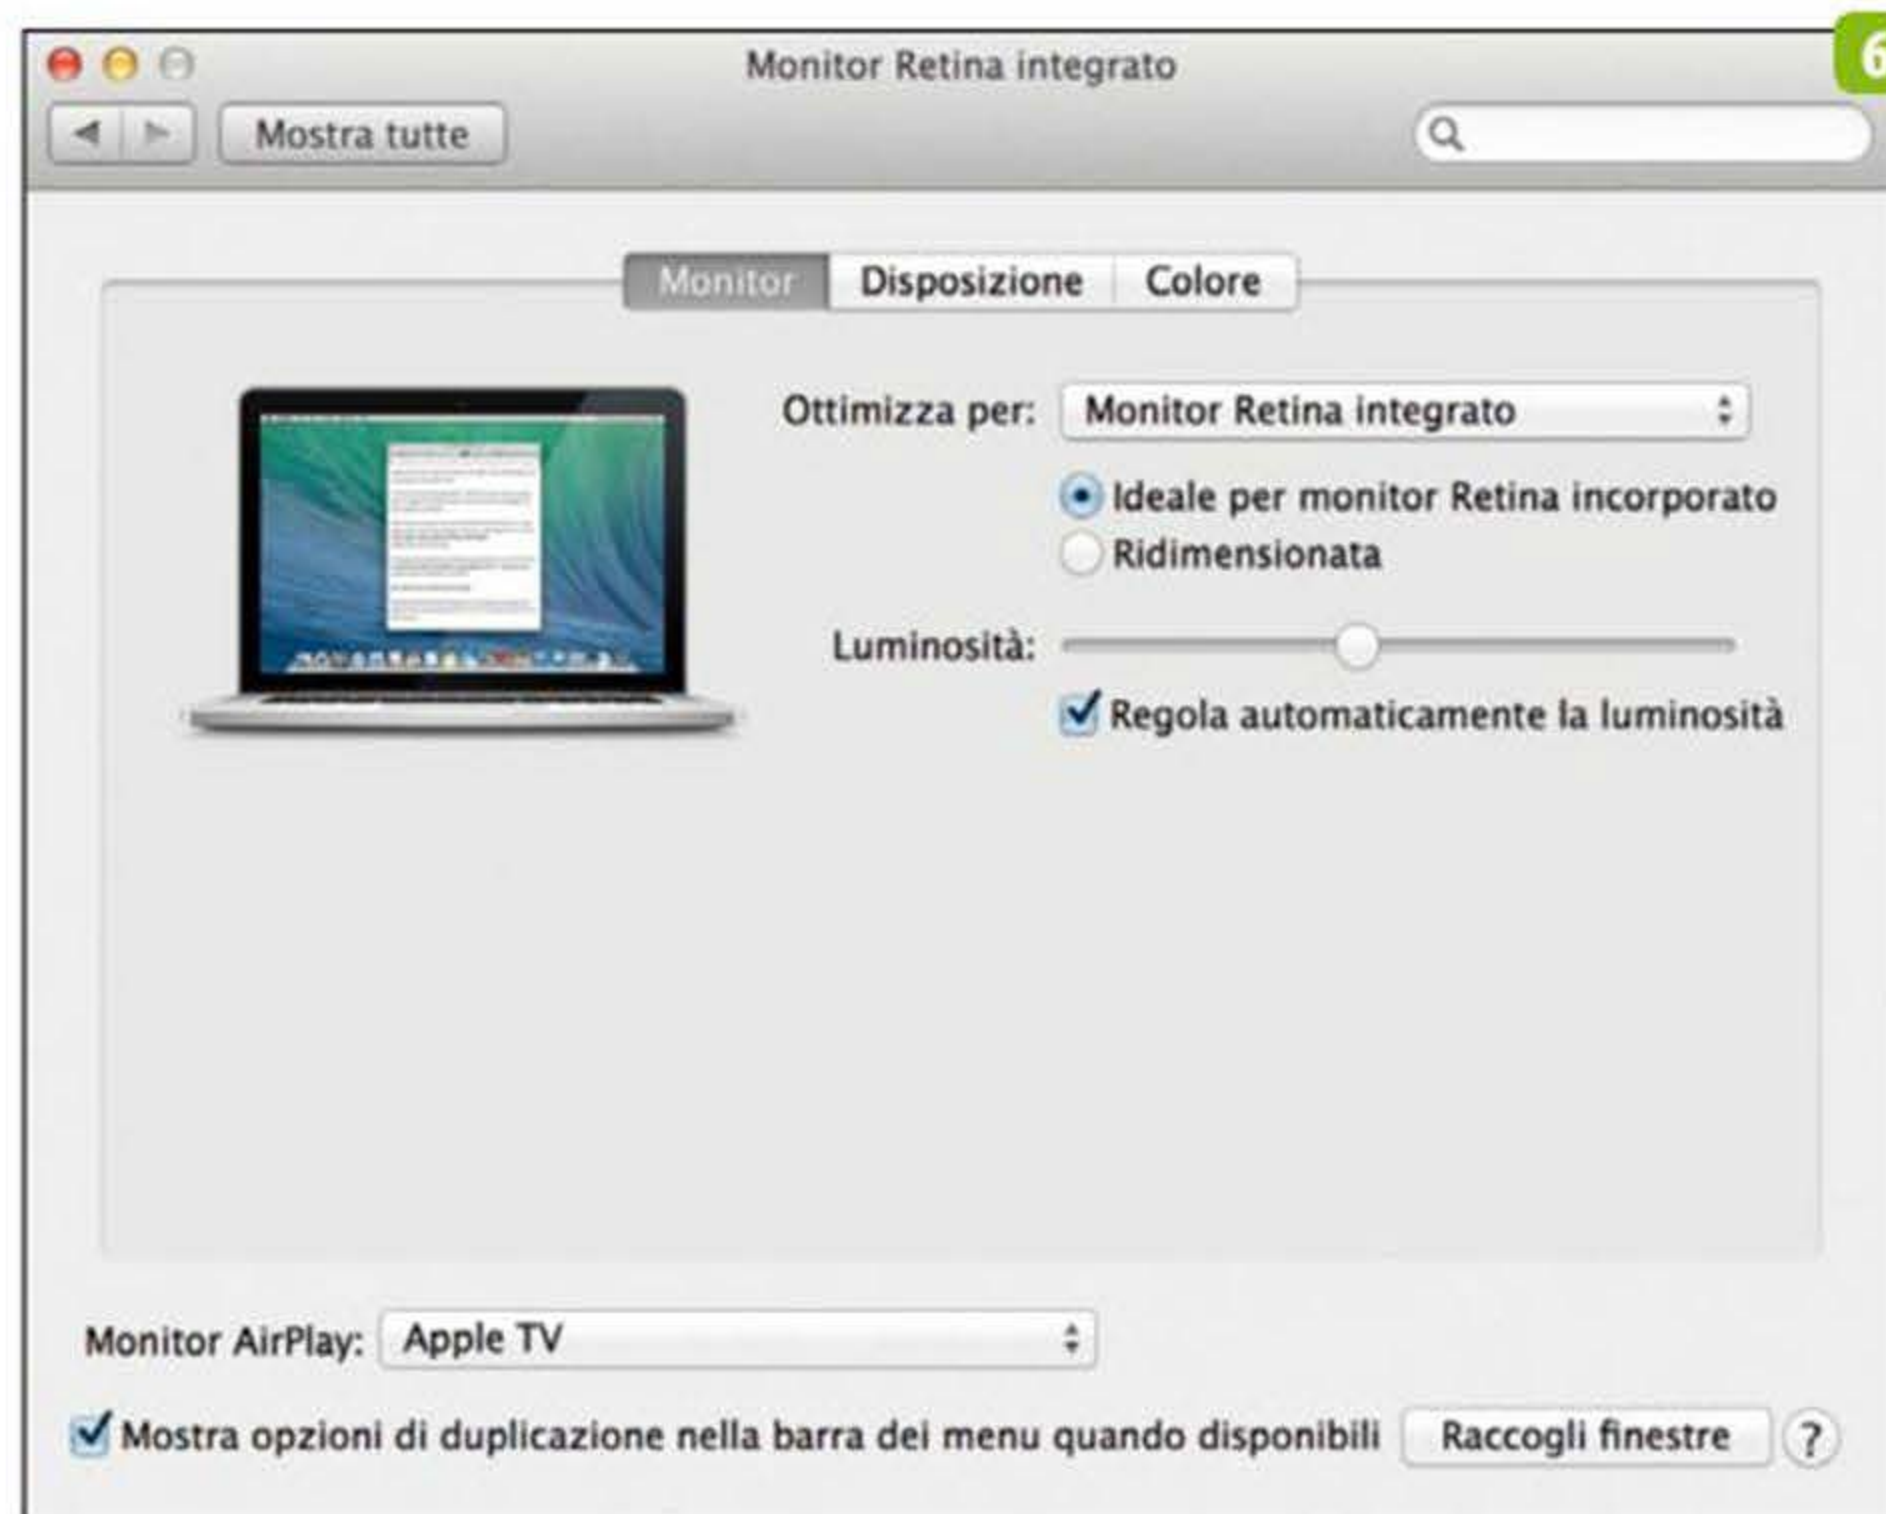 6
Monitor Retina integrato
Mostra tutte
Monitor Disposizione Colore
Ottimizza per: Monitor Retina integrato
Ideale per monitor Retina incorporato
Ridimensionata
Luminosità:
Regola automaticamente la luminosità
Monitor AirPlay: Apple TV
Mostra opzioni di duplicazione nella barra dei menu quando disponibili Raccogli finestre ?